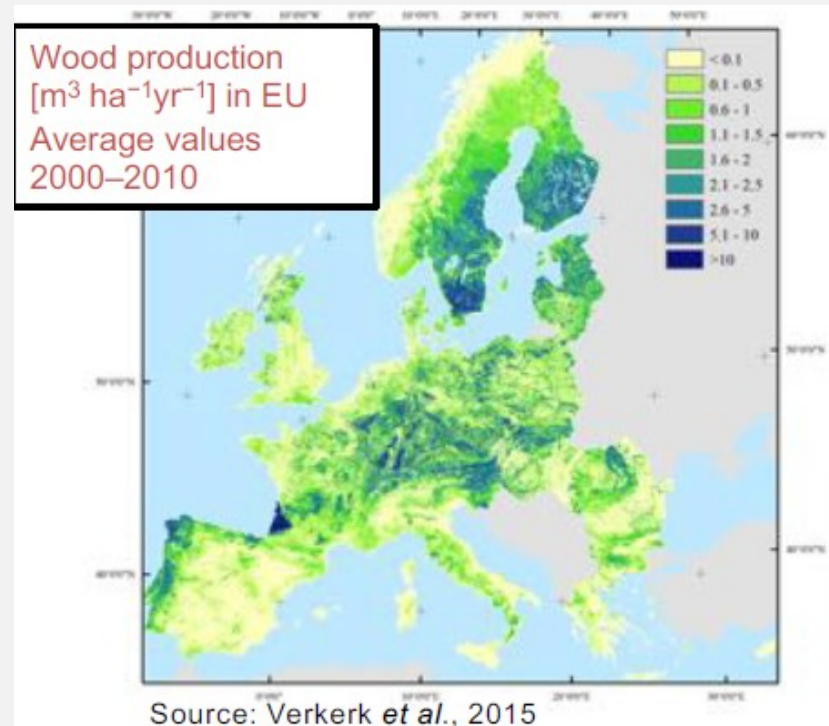 Wood production
[m³ ha⁻¹yr⁻¹] in EU
Average values
2000–2010
< 0.1
0.1 - 0.5
0.6 - 1
1.1 - 1.5
1.6 - 2
2.1 - 2.5
2.6 - 5
5.1 - 10
>10
Source: Verkerk et al., 2015